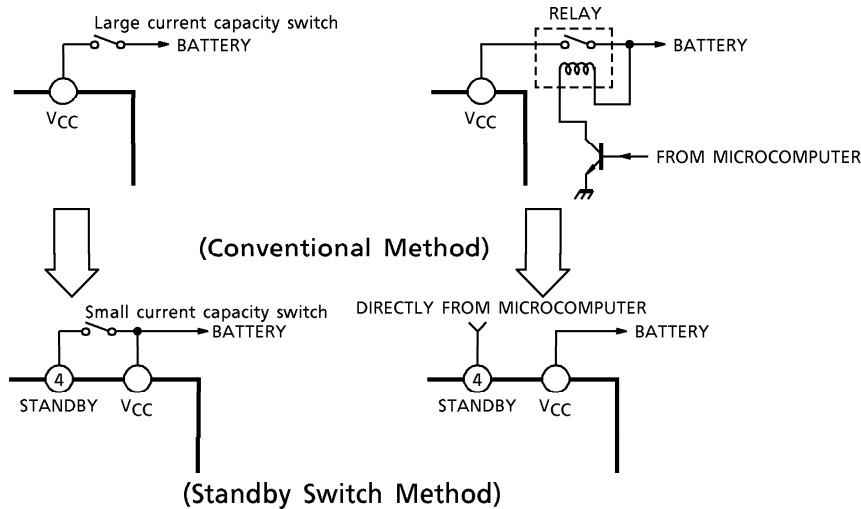 Large current capacity switch
BATTERY
VCC
RELAY
BATTERY
VCC
FROM MICROCOMPUTER
(Conventional Method)
Small current capacity switch
BATTERY
4
STANDBY VCC
DIRECTLY FROM MICROCOMPUTER
BATTERY
4
STANDBY VCC
(Standby Switch Method)